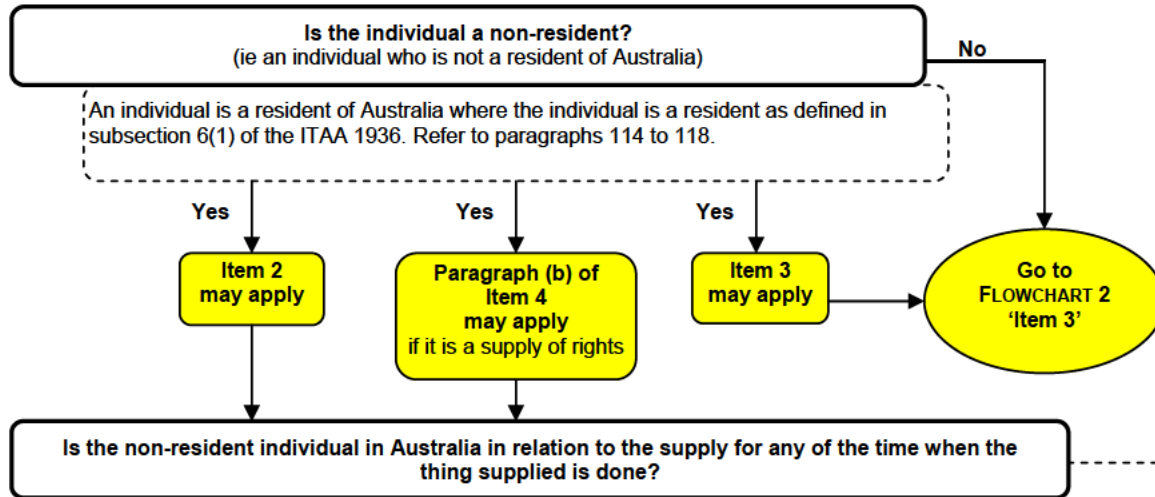 Is the individual a non-resident?
(ie an individual who is not a resident of Australia)
No
An individual is a resident of Australia where the individual is a resident as defined in
subsection 6(1) of the ITAA 1936. Refer to paragraphs 114 to 118.
Yes
Yes
Yes
Item 2
may apply
Paragraph (b) of
Item 4
may apply
if it is a supply of rights
Item 3
may apply
Go to
FLOWCHART 2
‘Item 3’
Is the non-resident individual in Australia in relation to the supply for any of the time when the
thing supplied is done?